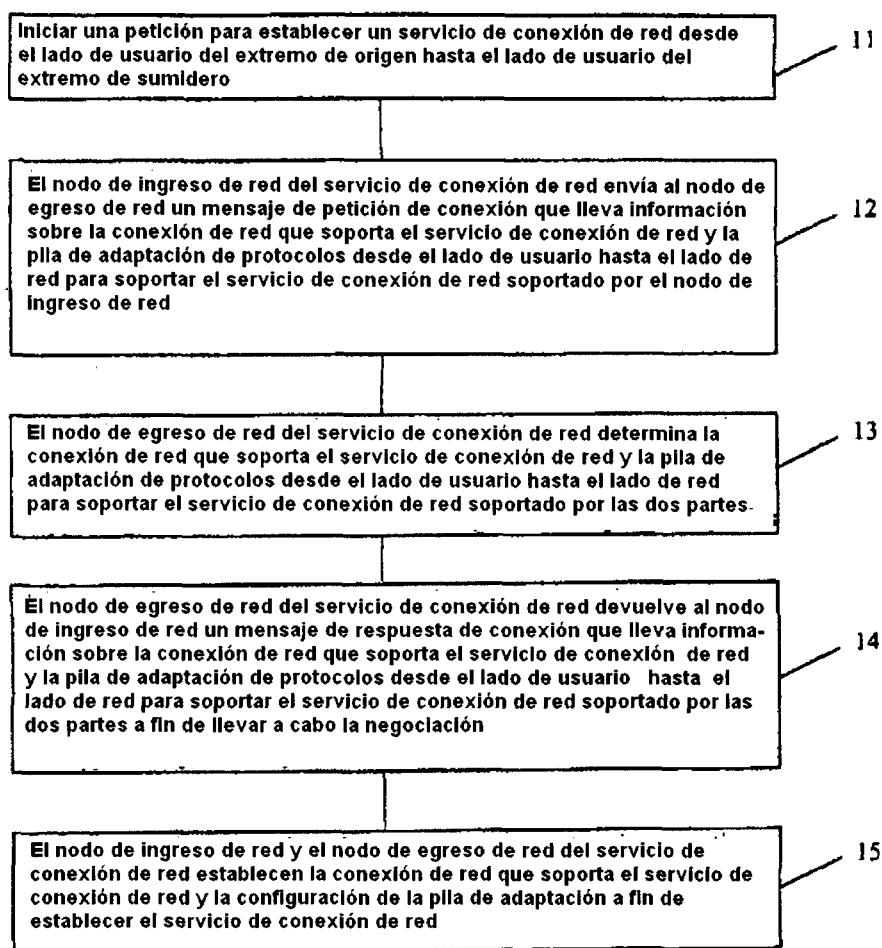 Iniciar una petición para establecer un servicio de conexión de red desde
el lado de usuario del extremo de origen hasta el lado de usuario del
extremo de sumidero
11
El nodo de ingreso de red del servicio de conexión de red envía al nodo de
egreso de red un mensaje de petición de conexión que lleva información
sobre la conexión de red que soporta el servicio de conexión de red y la
pila de adaptación de protocolos desde el lado de usuario hasta el lado de
red para soportar el servicio de conexión de red soportado por el nodo de
ingreso de red
12
El nodo de egreso de red del servicio de conexión de red determina la
conexión de red que soporta el servicio de conexión de red y la pila de
adaptación de protocolos desde el lado de usuario hasta el lado de red
para soportar el servicio de conexión de red soportado por las dos partes
13
El nodo de egreso de red del servicio de conexión de red devuelve al nodo
de ingreso de red un mensaje de respuesta de conexión que lleva informa-
ción sobre la conexión de red que soporta el servicio de conexión de red
y la pila de adaptación de protocolos desde el lado de usuario hasta el
lado de red para soportar el servicio de conexión de red soportado por las
dos partes a fin de llevar a cabo la negociación
14
El nodo de ingreso de red y el nodo de egreso de red del servicio de
conexión de red establecen la conexión de red que soporta el servicio de
conexión de red y la configuración de la pila de adaptación a fin de
establecer el servicio de conexión de red
15